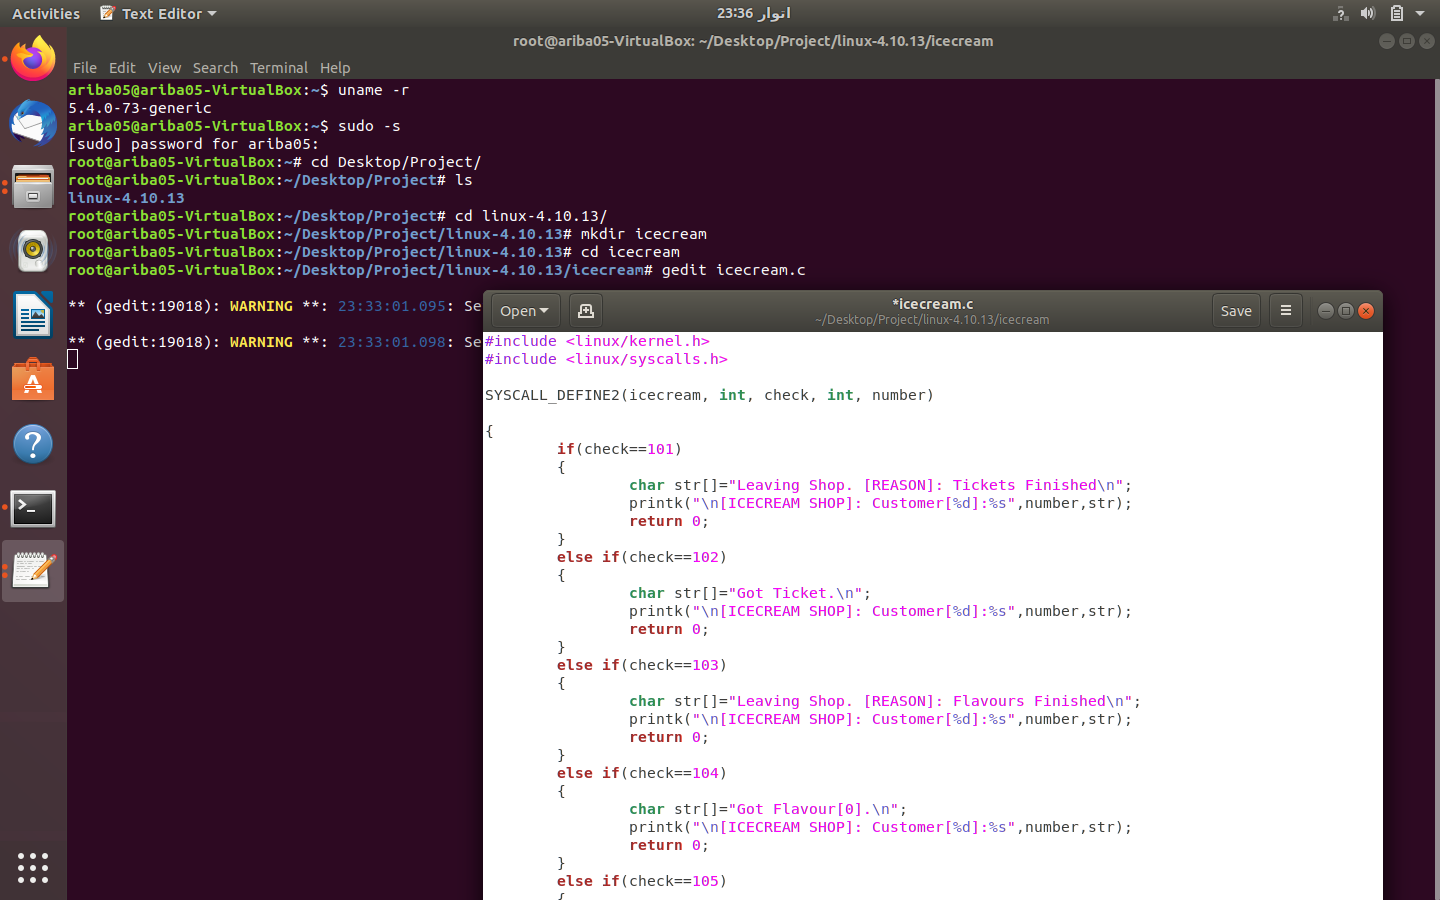 Activities
Text Editor
اتوار 23:36
root@ariba05-VirtualBox: ~/Desktop/Project/linux-4.10.13/icecream
File Edit View Search Terminal Help
ariba05@ariba05-VirtualBox:~$ uname -r
5.4.0-73-generic
ariba05@ariba05-VirtualBox:~$ sudo -s
[sudo] password for ariba05:
root@ariba05-VirtualBox:~# cd Desktop/Project/
root@ariba05-VirtualBox:~/Desktop/Project# ls
linux-4.10.13
root@ariba05-VirtualBox:~/Desktop/Project# cd linux-4.10.13/
root@ariba05-VirtualBox:~/Desktop/Project/linux-4.10.13# mkdir icecream
root@ariba05-VirtualBox:~/Desktop/Project/linux-4.10.13# cd icecream
root@ariba05-VirtualBox:~/Desktop/Project/linux-4.10.13/icecream# gedit icecream.c
** (gedit:19018): WARNING **: 23:33:01.095: Se
** (gedit:19018): WARNING **: 23:33:01.098: Se
Open
*icecream.c
~/Desktop/Project/linux-4.10.13/icecream
Save
#include <linux/kernel.h>
#include <linux/syscalls.h>
SYSCALL_DEFINE2(icecream, int, check, int, number)
{
if(check==101)
{
char str[]="Leaving Shop. [REASON]: Tickets Finished\n";
printk("\n[ICECREAM SHOP]: Customer[%d]:%s",number,str);
return 0;
}
else if(check==102)
{
char str[]="Got Ticket.\n";
printk("\n[ICECREAM SHOP]: Customer[%d]:%s",number,str);
return 0;
}
else if(check==103)
{
char str[]="Leaving Shop. [REASON]: Flavours Finished\n";
printk("\n[ICECREAM SHOP]: Customer[%d]:%s",number,str);
return 0;
}
else if(check==104)
{
char str[]="Got Flavour[0].\n";
printk("\n[ICECREAM SHOP]: Customer[%d]:%s",number,str);
return 0;
}
else if(check==105)
{